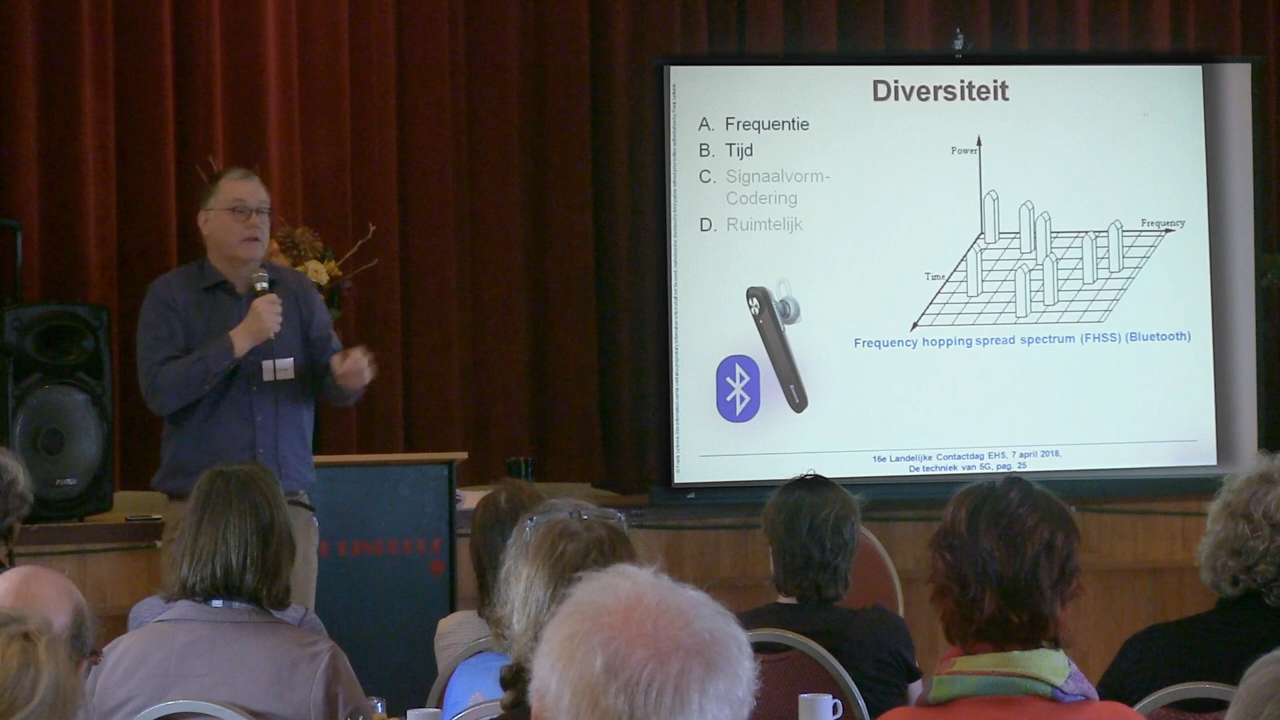 Diversiteit
A. Frequentie
B. Tijd
C. Signaalvorm-
Codering
D. Ruimtelijk
Power
Frequency
Time
Frequency hopping spread spectrum (FHSS) (Bluetooth)
16e Landelijke Contactdag EHS, 7 april 2018,
De techniek van 5G, pag. 25